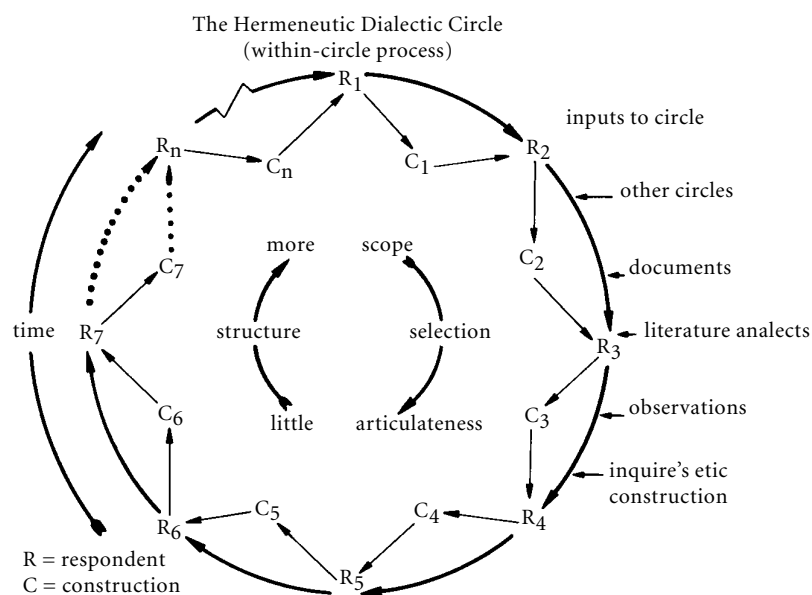 The Hermeneutic Dialectic Circle
(within-circle process)
R1
Rn
Cn
C1
R2
inputs to circle
other circles
more
scope
C7
C2
documents
time
R7
structure
selection
R3
literature analects
C6
little
articulateness
C3
observations
inquire's etic
construction
C5
C4
R6
R4
R5
R = respondent
C = construction